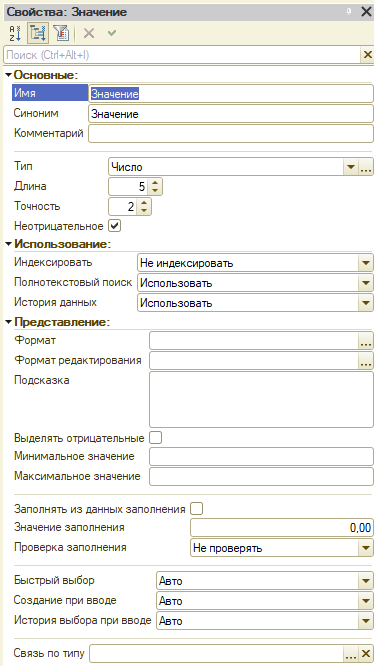 Свойства: Значение
Поиск (Ctrl+Alt+I)
Основные:
Имя Значение
Синоним Значение
Комментарий
Тип Число
Длина 5
Точность 2
Неотрицательное
Использование:
Индексировать Не индексировать
Полнотекстовый поиск Использовать
История данных Использовать
Представление:
Формат
Формат редактирования
Подсказка
Выделять отрицательные
Минимальное значение
Максимальное значение
Заполнять из данных заполнения
Значение заполнения 0,00
Проверка заполнения Не проверять
Быстрый выбор Авто
Создание при вводе Авто
История выбора при вводе Авто
Связь по типу